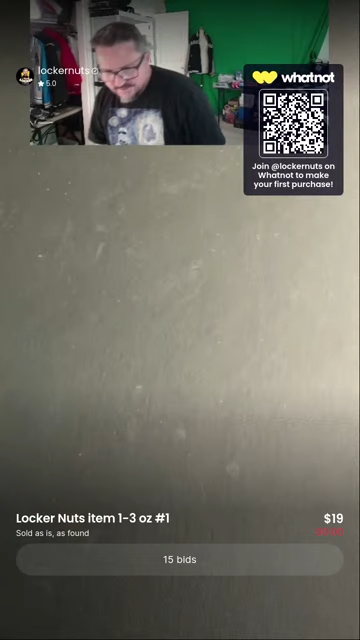 lockernuts
★ 5.0
whatnot
Join @lockernuts on
Whatnot to make
your first purchase!
Locker Nuts item 1-3 oz #1
$19
Sold as is, as found
15 bids